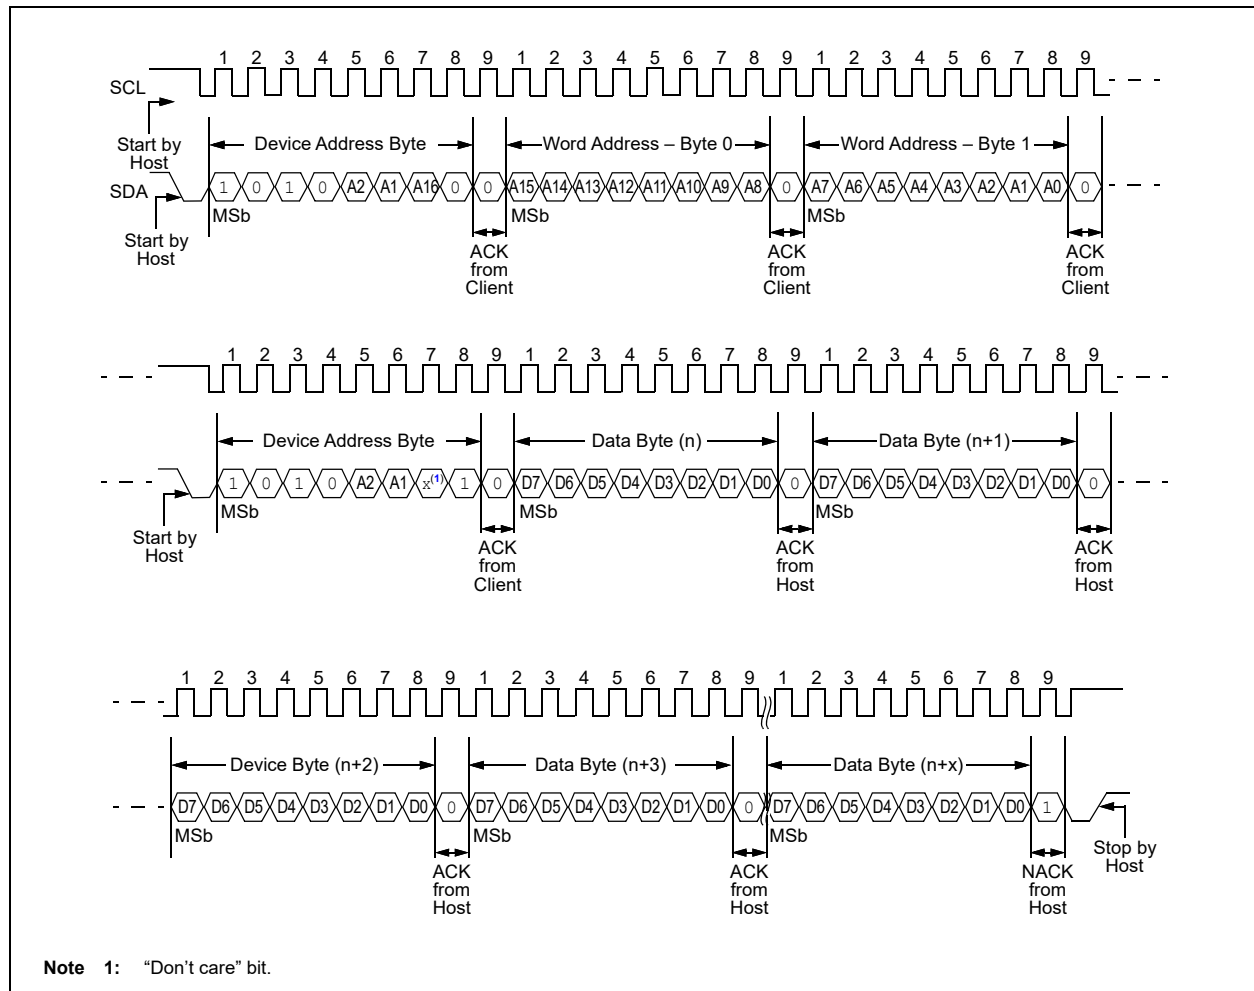 1 2 3 4 5 6 7 8 9 1 2 3 4 5 6 7 8 9 1 2 3 4 5 6 7 8 9
SCL
Start by
Host
Device Address Byte
Word Address – Byte 0
Word Address – Byte 1
SDA
1 0 1 0 A2 A1 A16 0 0 A15 A14 A13 A12 A11 A10 A9 A8 0 A7 A6 A5 A4 A3 A2 A1 A0 0
MSb MSb MSb
Start by
Host
ACK
from
Client
ACK
from
Client
ACK
from
Client
1 2 3 4 5 6 7 8 9 1 2 3 4 5 6 7 8 9 1 2 3 4 5 6 7 8 9
Device Address Byte
Data Byte (n)
Data Byte (n+1)
1 0 1 0 A2 A1 x(1) 1 0 D7 D6 D5 D4 D3 D2 D1 D0 0 D7 D6 D5 D4 D3 D2 D1 D0 0
MSb MSb MSb
Start by
Host
ACK
from
Client
ACK
from
Host
ACK
from
Host
1 2 3 4 5 6 7 8 9 1 2 3 4 5 6 7 8 9 1 2 3 4 5 6 7 8 9
Device Byte (n+2)
Data Byte (n+3)
Data Byte (n+x)
D7 D6 D5 D4 D3 D2 D1 D0 0 D7 D6 D5 D4 D3 D2 D1 D0 0 D7 D6 D5 D4 D3 D2 D1 D0 1
MSb MSb MSb
ACK
from
Host
ACK
from
Host
NACK
from
Host
Stop by
Host
Note 1: “Don’t care” bit.